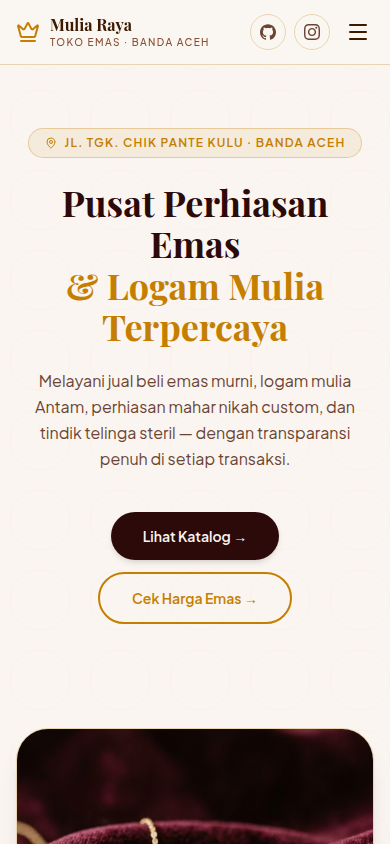 Mulia Raya
TOKO EMAS · BANDA ACEH
JL. TGK. CHIK PANTE KULU · BANDA ACEH
Pusat Perhiasan
Emas
& Logam Mulia
Terpercaya
Melayani jual beli emas murni, logam mulia
Antam, perhiasan mahar nikah custom, dan
tindik telinga steril — dengan transparansi
penuh di setiap transaksi.
Lihat Katalog →
Cek Harga Emas →